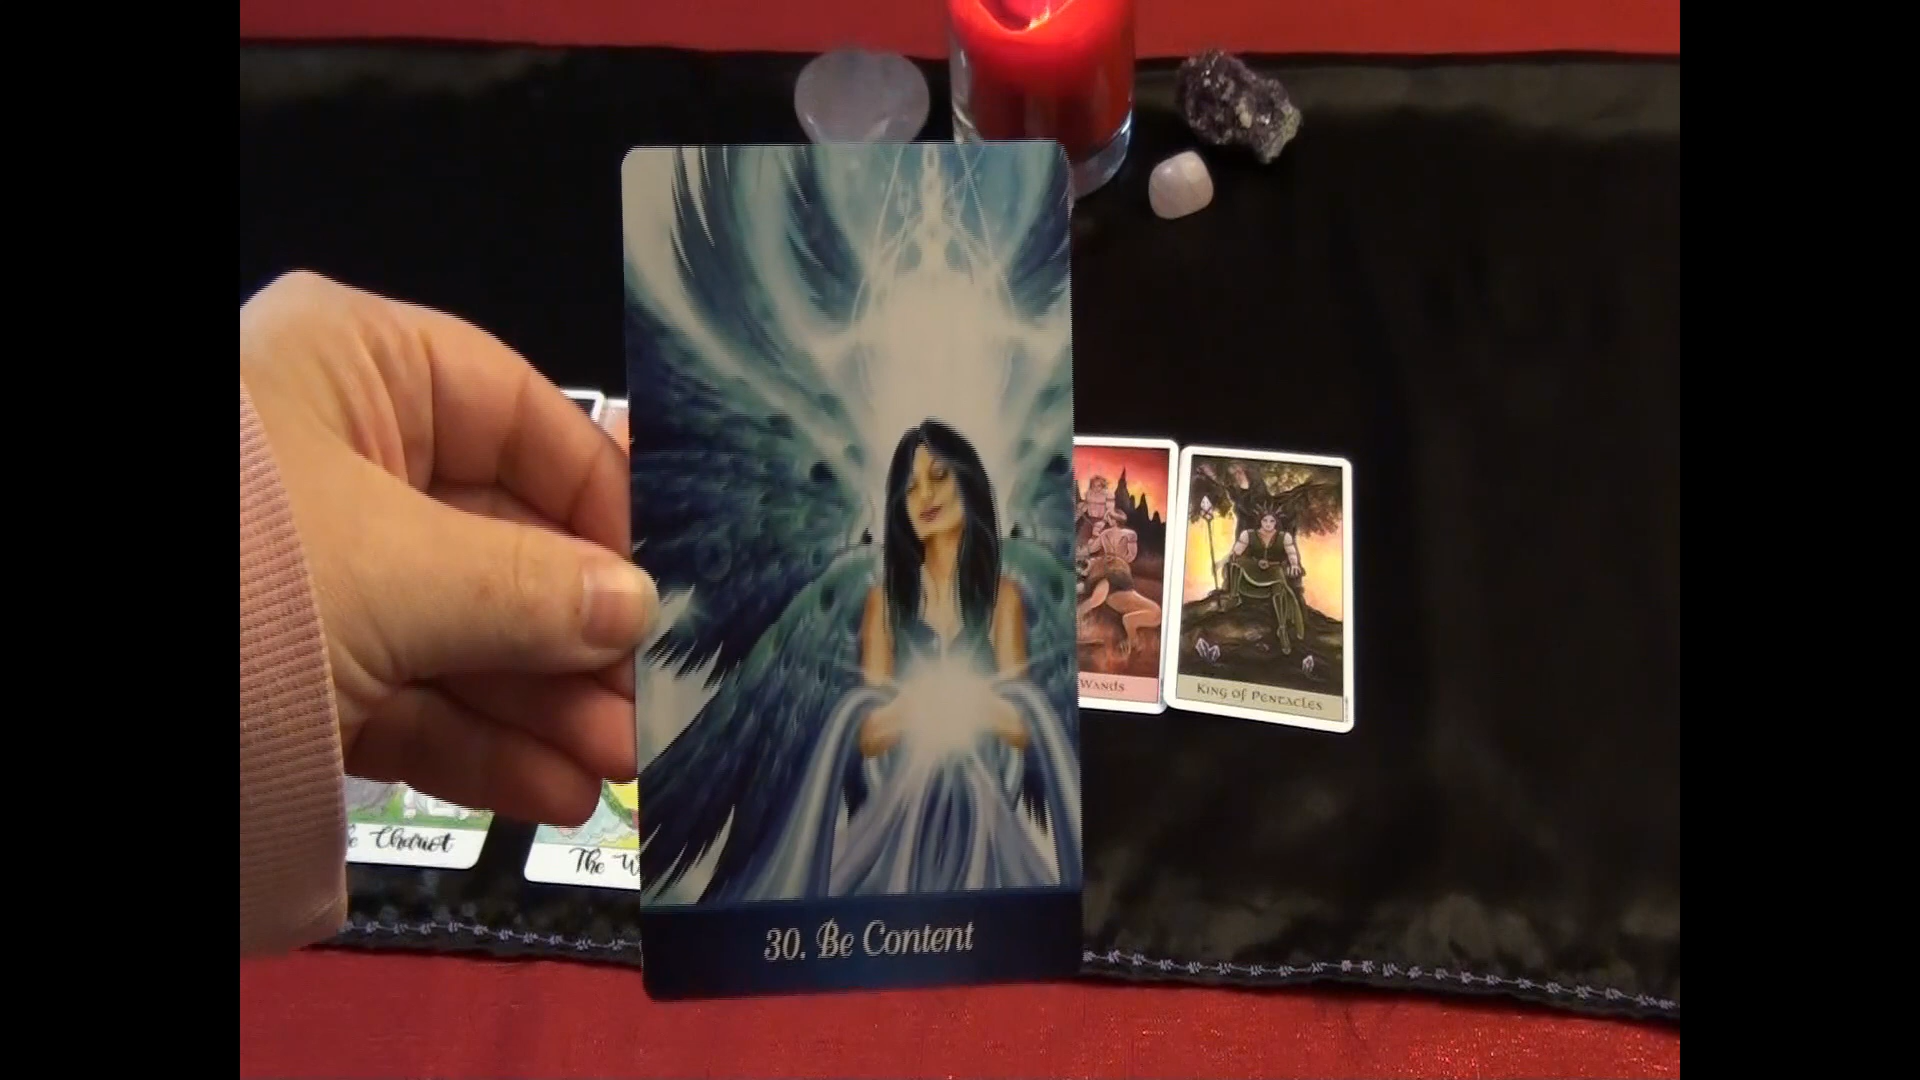 30. Be Content
Wands
King of Pentacles
Chariot
The